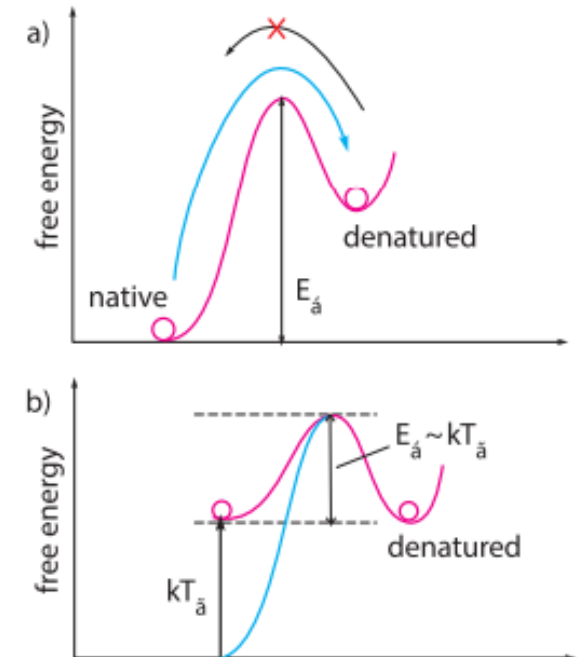 a)
free energy
native
denatured
Eá
b)
free energy
Eá~kTă
denatured
kTă